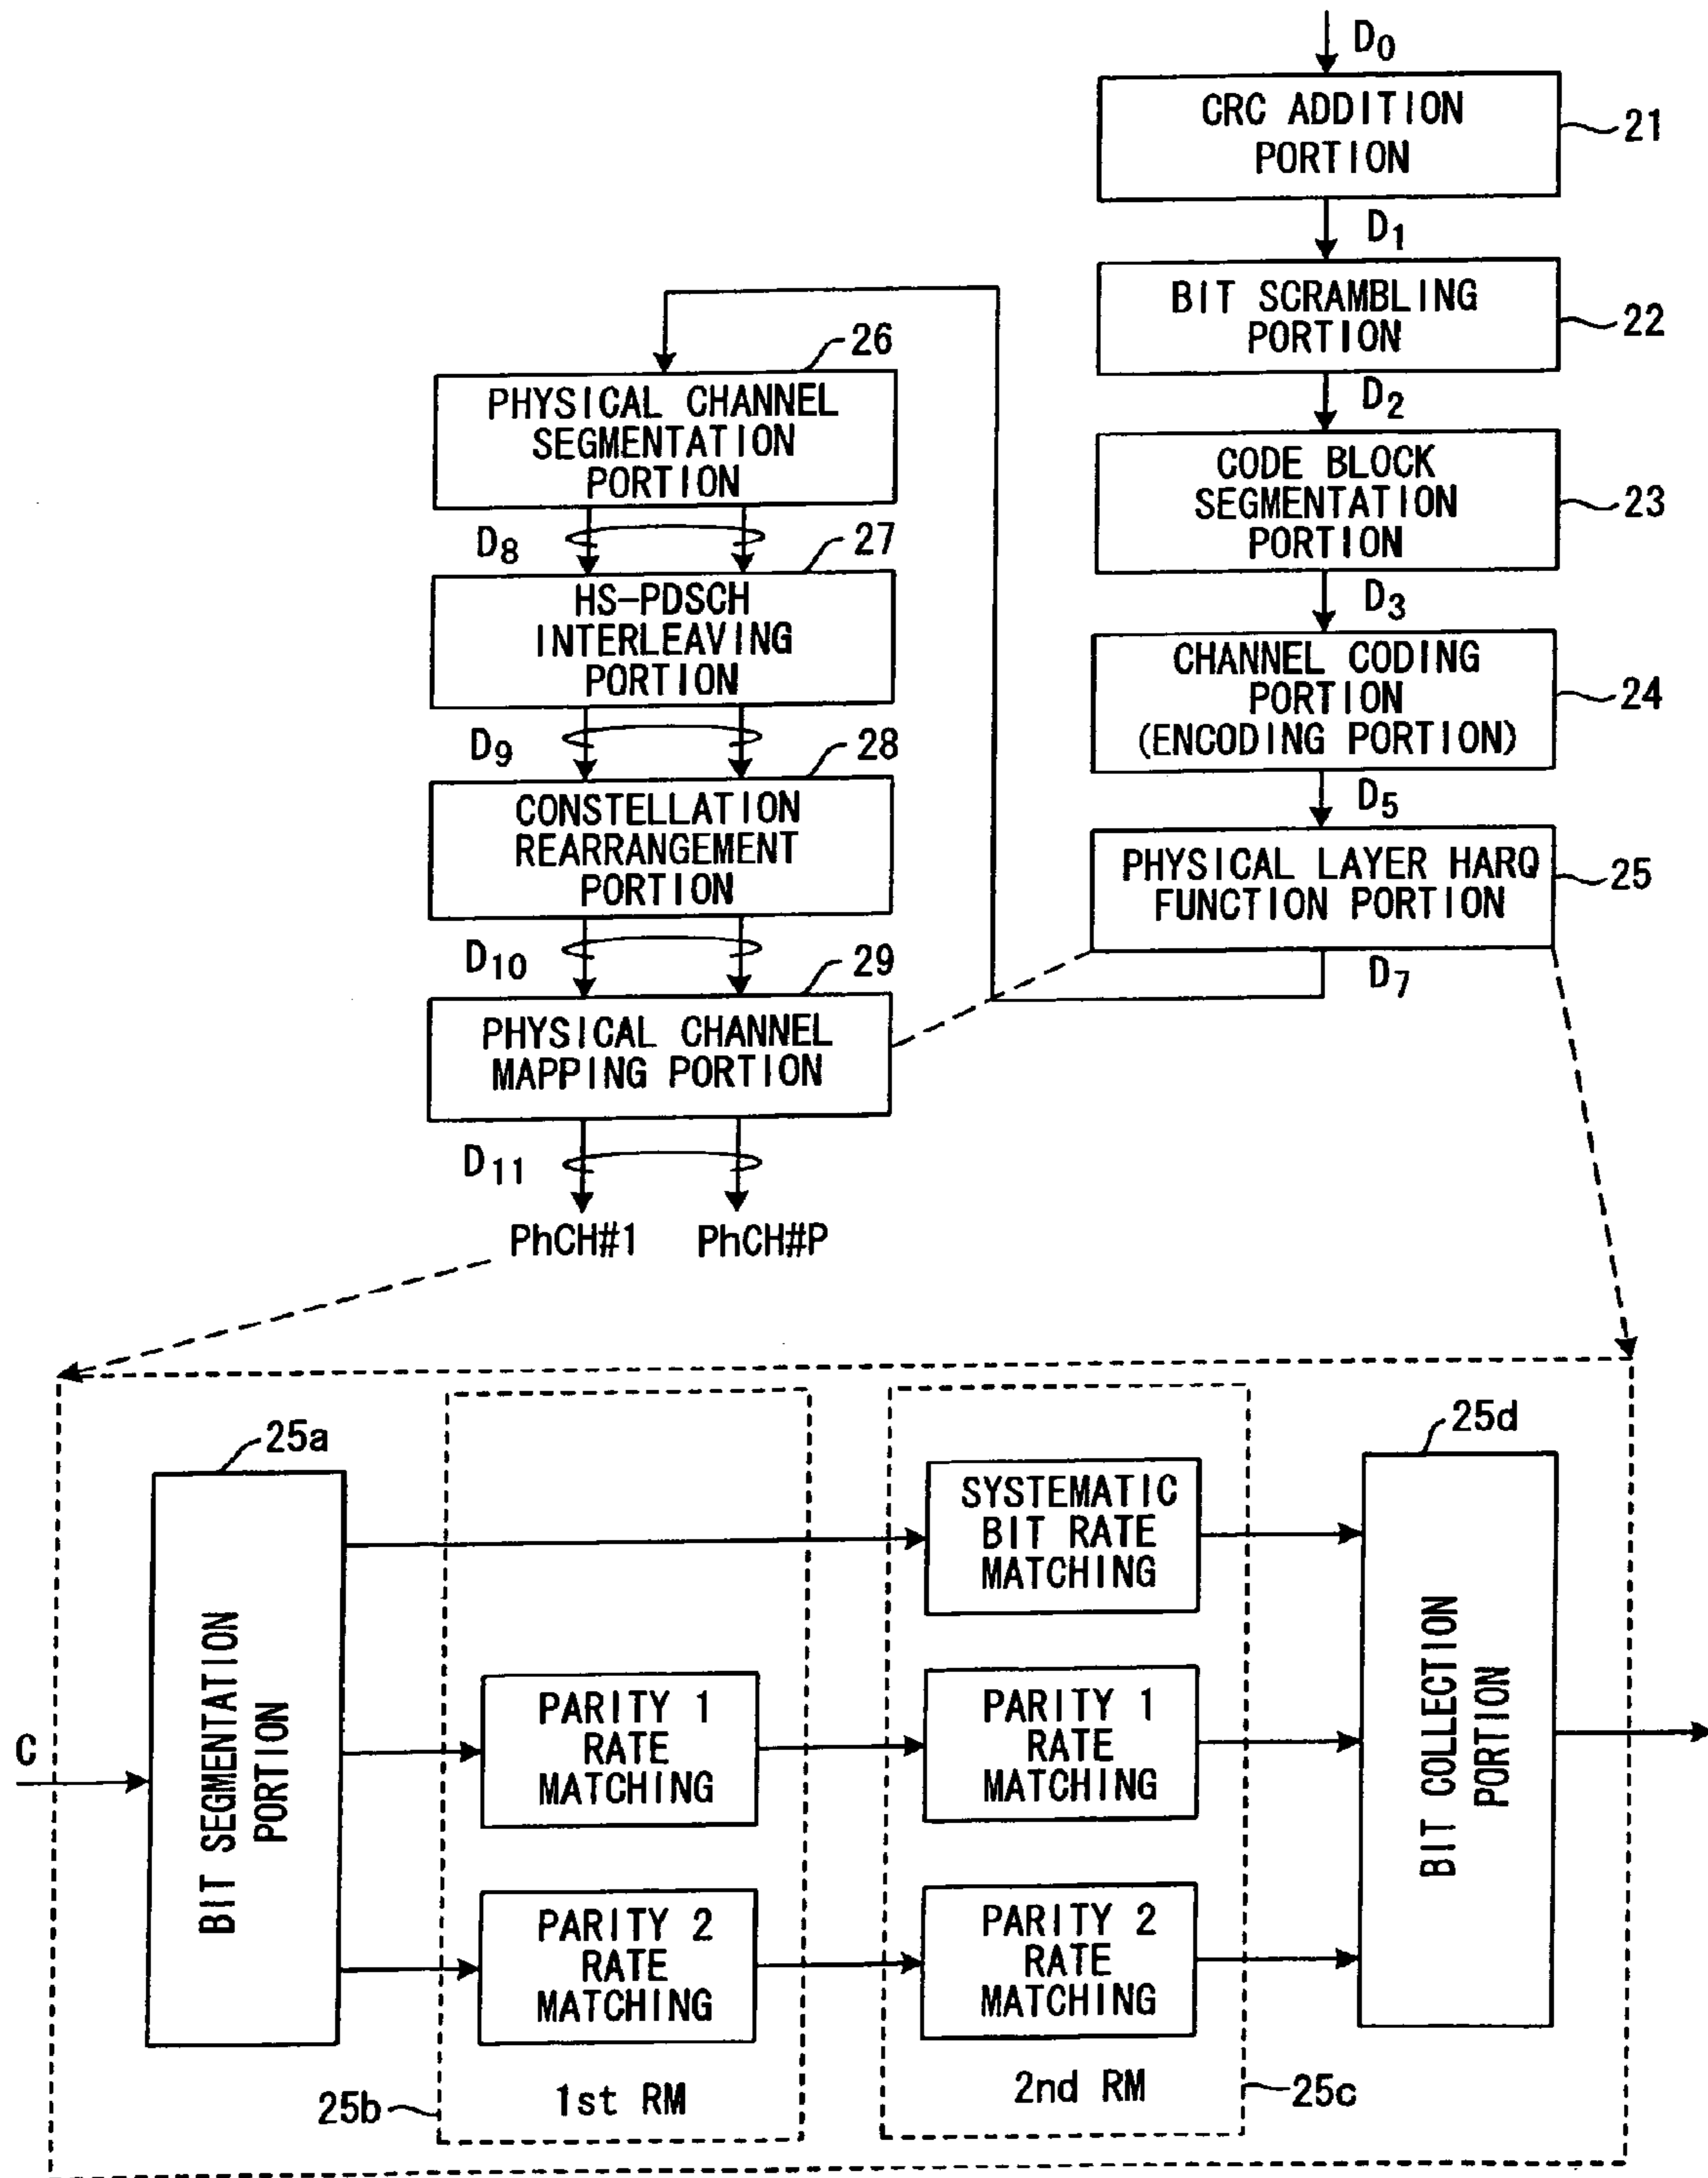 D0
CRC ADDITION
PORTION
21
D1
BIT SCRAMBLING
PORTION
22
D2
CODE BLOCK
SEGMENTATION
PORTION
23
D3
CHANNEL CODING
PORTION
(ENCODING PORTION)
24
D5
PHYSICAL LAYER HARQ
FUNCTION PORTION
25
D7
26
PHYSICAL CHANNEL
SEGMENTATION
PORTION
D8
27
HS-PDSCH
INTERLEAVING
PORTION
D9
28
CONSTELLATION
REARRANGEMENT
PORTION
D10
29
PHYSICAL CHANNEL
MAPPING PORTION
D11
PhCH#1
PhCH#P
C
25a
BIT SEGMENTATION
PORTION
PARITY 1
RATE
MATCHING
PARITY 2
RATE
MATCHING
25b
1st RM
SYSTEMATIC
BIT RATE
MATCHING
PARITY 1
RATE
MATCHING
PARITY 2
RATE
MATCHING
2nd RM
25c
25d
BIT COLLECTION
PORTION